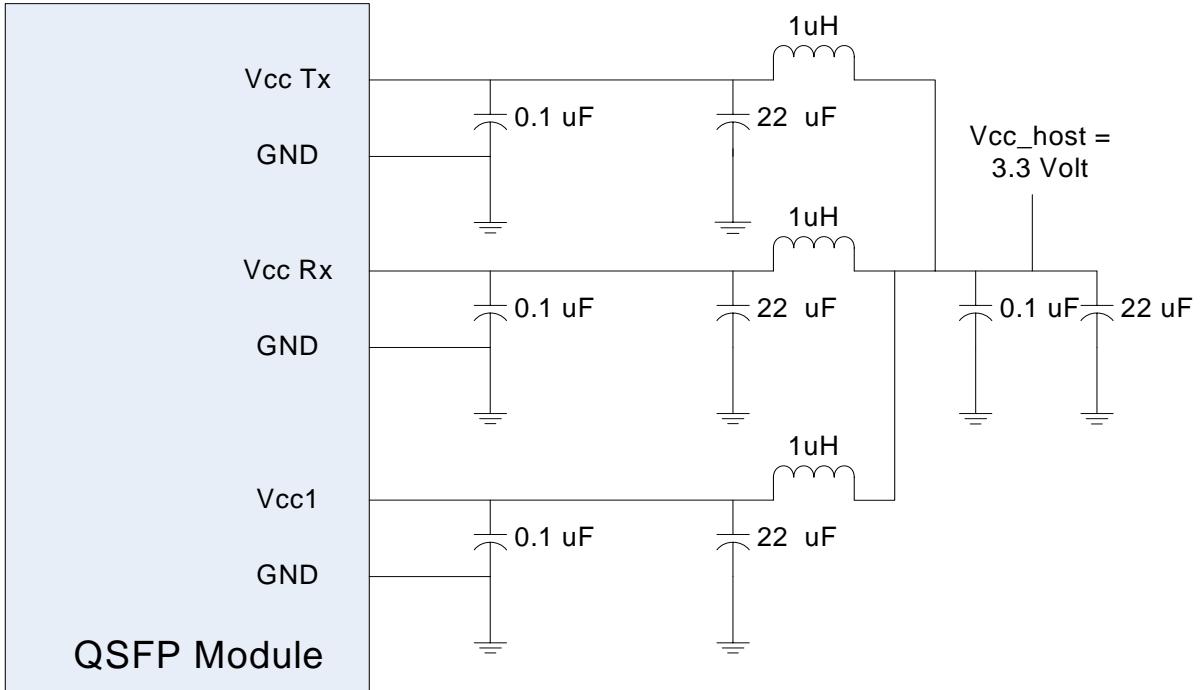 1uH
Vcc Tx
0.1 uF
22 uF
GND
Vcc_host =
3.3 Volt
1uH
Vcc Rx
0.1 uF
22 uF
0.1 uF
22 uF
GND
1uH
Vcc1
0.1 uF
22 uF
GND
QSFP Module